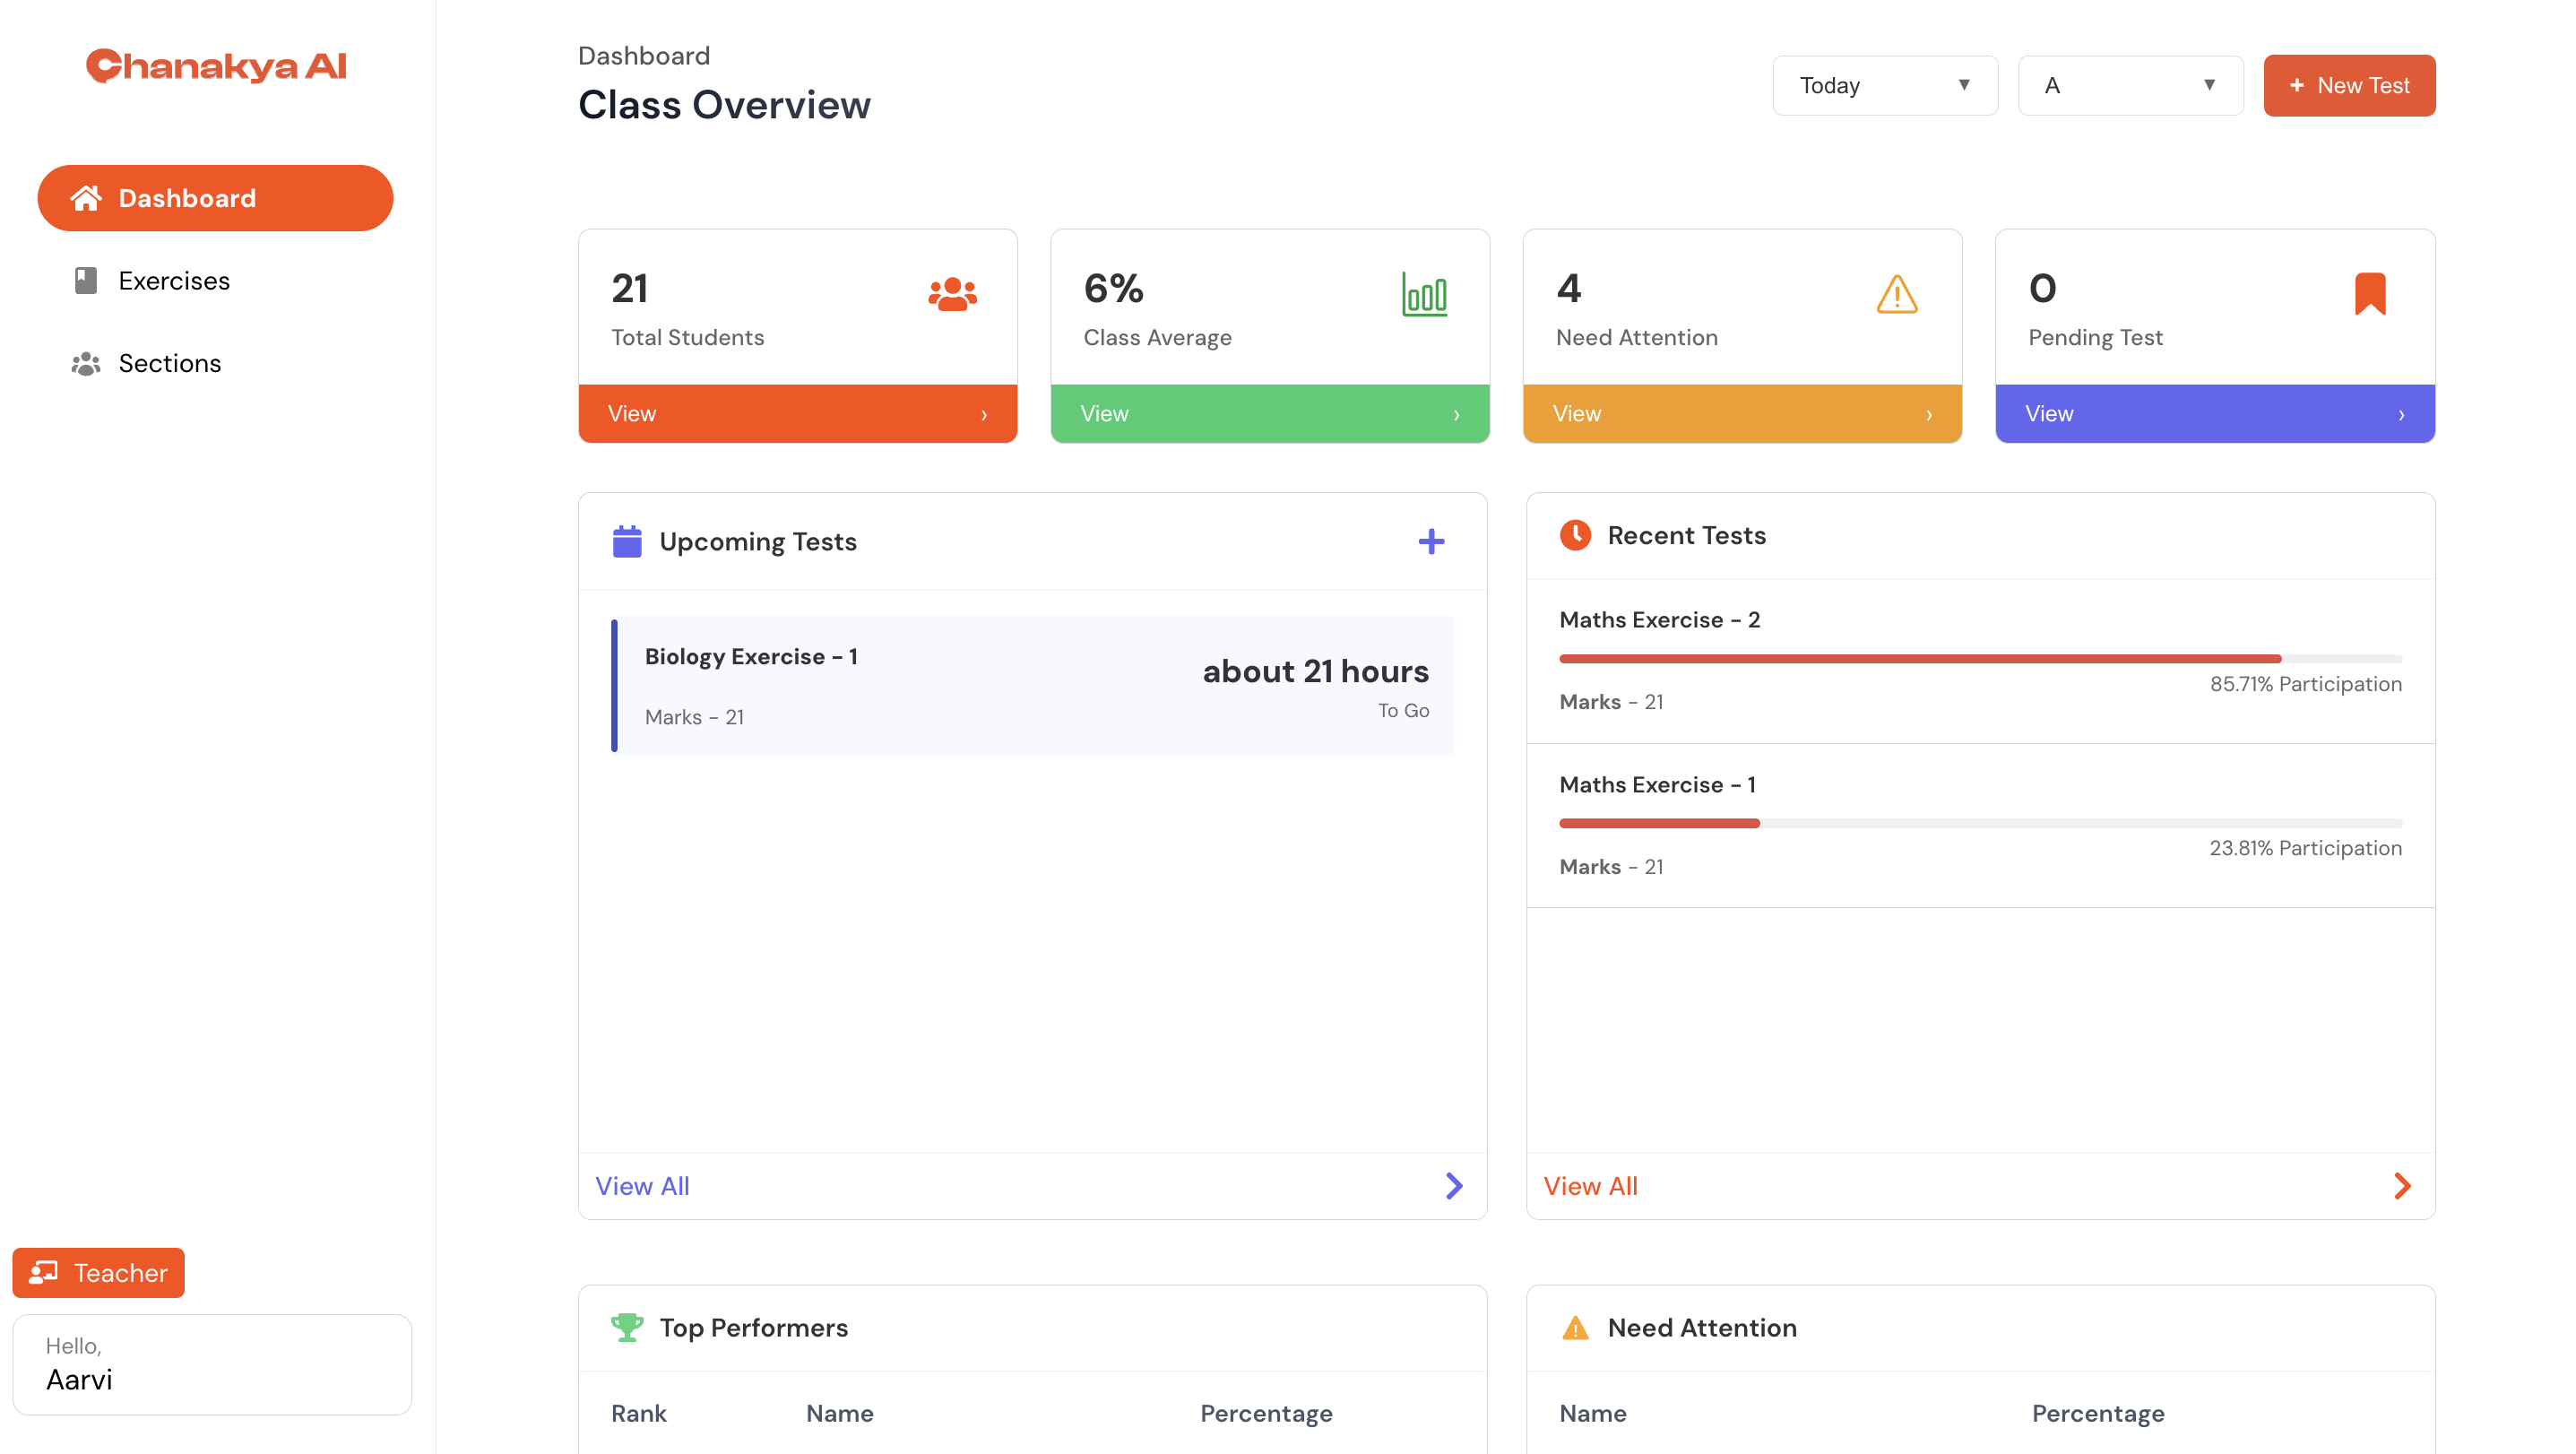 Chanakya AI
Dashboard
Exercises
Sections
Teacher
Hello,
Aarvi
Dashboard
Class Overview
Today
A
+ New Test
21
Total Students
View
6%
Class Average
View
4
Need Attention
View
0
Pending Test
View
Upcoming Tests
Biology Exercise - 1
Marks - 21
about 21 hours
To Go
View All
Recent Tests
Maths Exercise - 2
85.71% Participation
Marks - 21
Maths Exercise - 1
23.81% Participation
Marks - 21
View All
Top Performers
Rank Name Percentage
Need Attention
Name Percentage